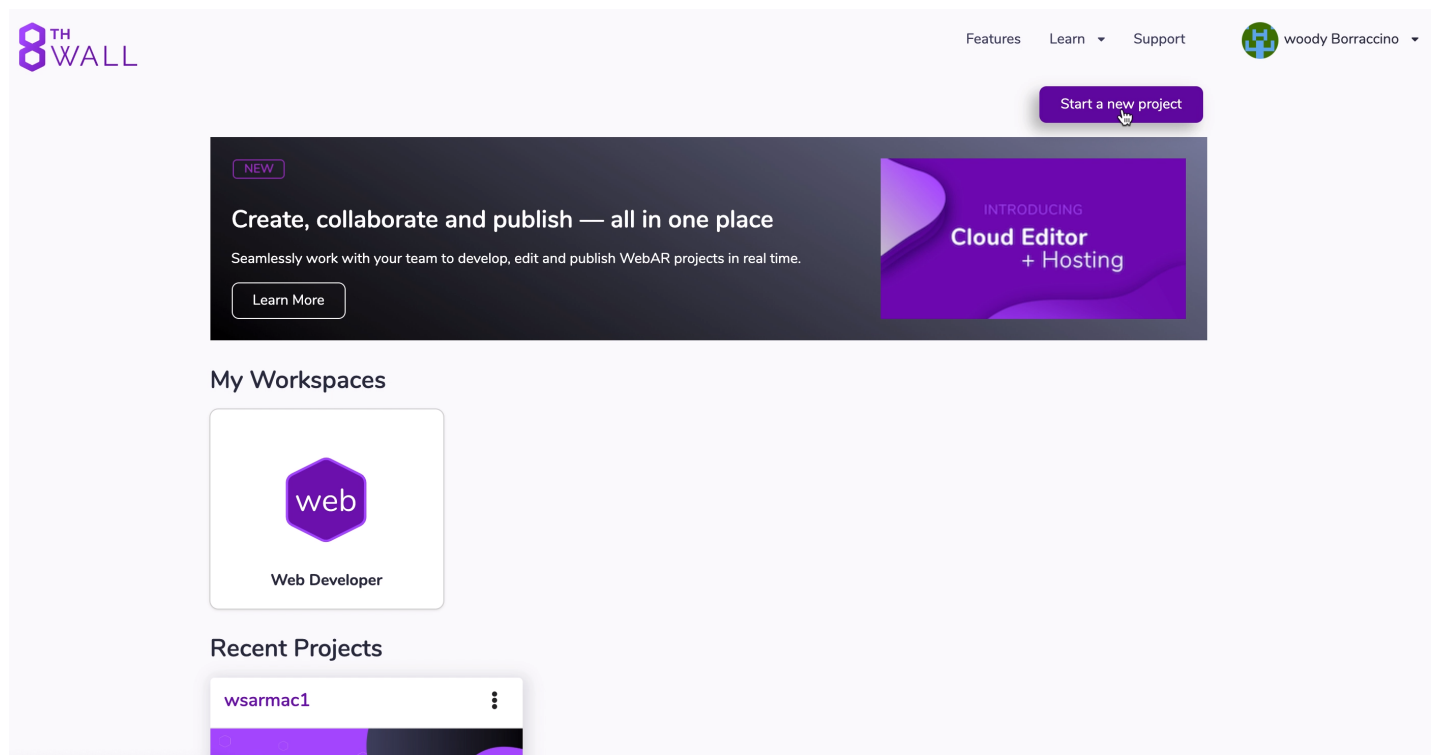 8 TH
WALL
Features Learn Support woody Borraccino
Start a new project
NEW
Create, collaborate and publish — all in one place
Seamlessly work with your team to develop, edit and publish WebAR projects in real time.
Learn More
INTRODUCING
Cloud Editor
+ Hosting
My Workspaces
web
Web Developer
Recent Projects
wsarmac1